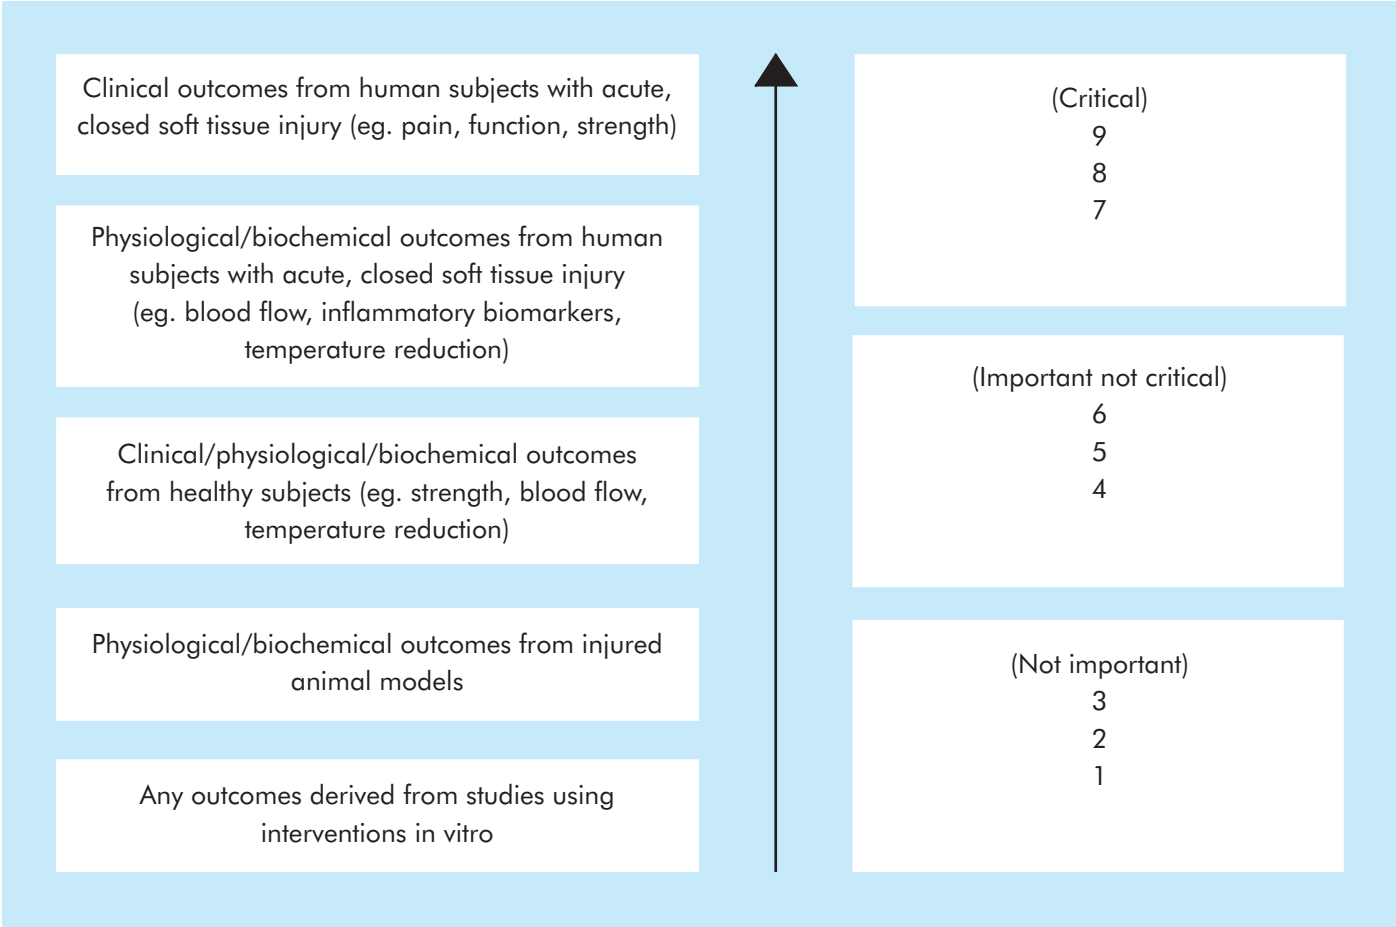 Clinical outcomes from human subjects with acute,
closed soft tissue injury (eg. pain, function, strength)
Physiological/biochemical outcomes from human
subjects with acute, closed soft tissue injury
(eg. blood flow, inflammatory biomarkers,
temperature reduction)
Clinical/physiological/biochemical outcomes
from healthy subjects (eg. strength, blood flow,
temperature reduction)
Physiological/biochemical outcomes from injured
animal models
Any outcomes derived from studies using
interventions in vitro
(Critical)
9
8
7
(Important not critical)
6
5
4
(Not important)
3
2
1